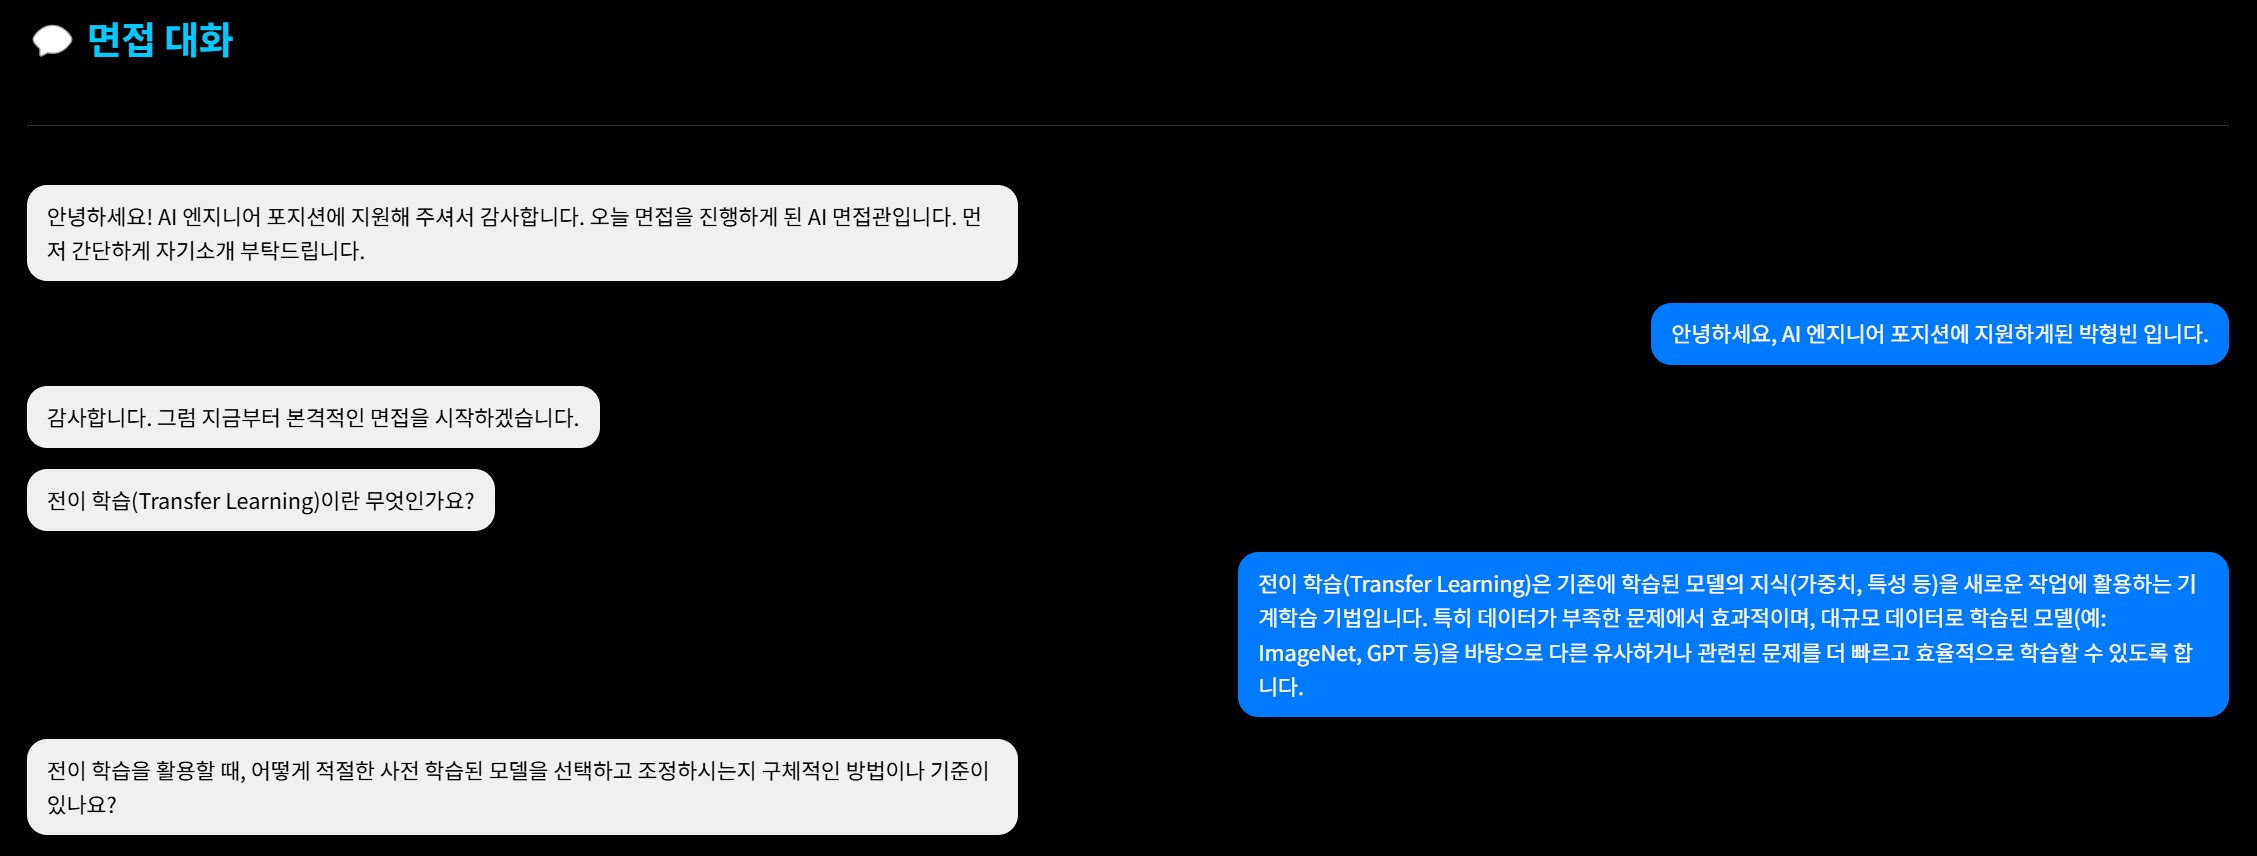 💬 면접 대화
안녕하세요! AI 엔지니어 포지션에 지원해 주셔서 감사합니다. 오늘 면접을 진행하게 된 AI 면접관입니다. 먼
저 간단하게 자기소개 부탁드립니다.
안녕하세요, AI 엔지니어 포지션에 지원하게된 박형빈 입니다.
감사합니다. 그럼 지금부터 본격적인 면접을 시작하겠습니다.
전이 학습(Transfer Learning)이란 무엇인가요?
전이 학습(Transfer Learning)은 기존에 학습된 모델의 지식(가중치, 특성 등)을 새로운 작업에 활용하는 기
계학습 기법입니다. 특히 데이터가 부족한 문제에서 효과적이며, 대규모 데이터로 학습된 모델(예:
ImageNet, GPT 등)을 바탕으로 다른 유사하거나 관련된 문제를 더 빠르고 효율적으로 학습할 수 있도록 합
니다.
전이 학습을 활용할 때, 어떻게 적절한 사전 학습된 모델을 선택하고 조정하시는지 구체적인 방법이나 기준이
있나요?